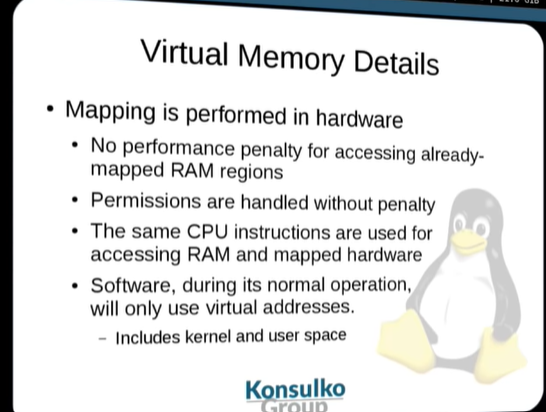 Virtual Memory Details
• Mapping is performed in hardware
• No performance penalty for accessing already-
mapped RAM regions
• Permissions are handled without penalty
• The same CPU instructions are used for
accessing RAM and mapped hardware
• Software, during its normal operation,
will only use virtual addresses.
– Includes kernel and user space
Konsulko
Group